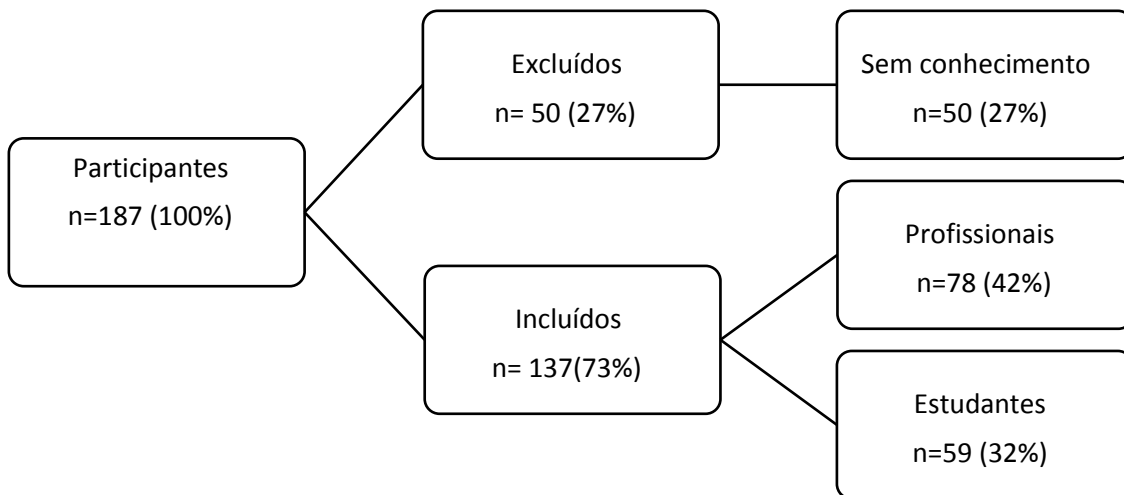 Participantes
n=187 (100%)
Excluídos
n= 50 (27%)
Sem conhecimento
n=50 (27%)
Incluídos
n= 137(73%)
Profissionais
n=78 (42%)
Estudantes
n=59 (32%)